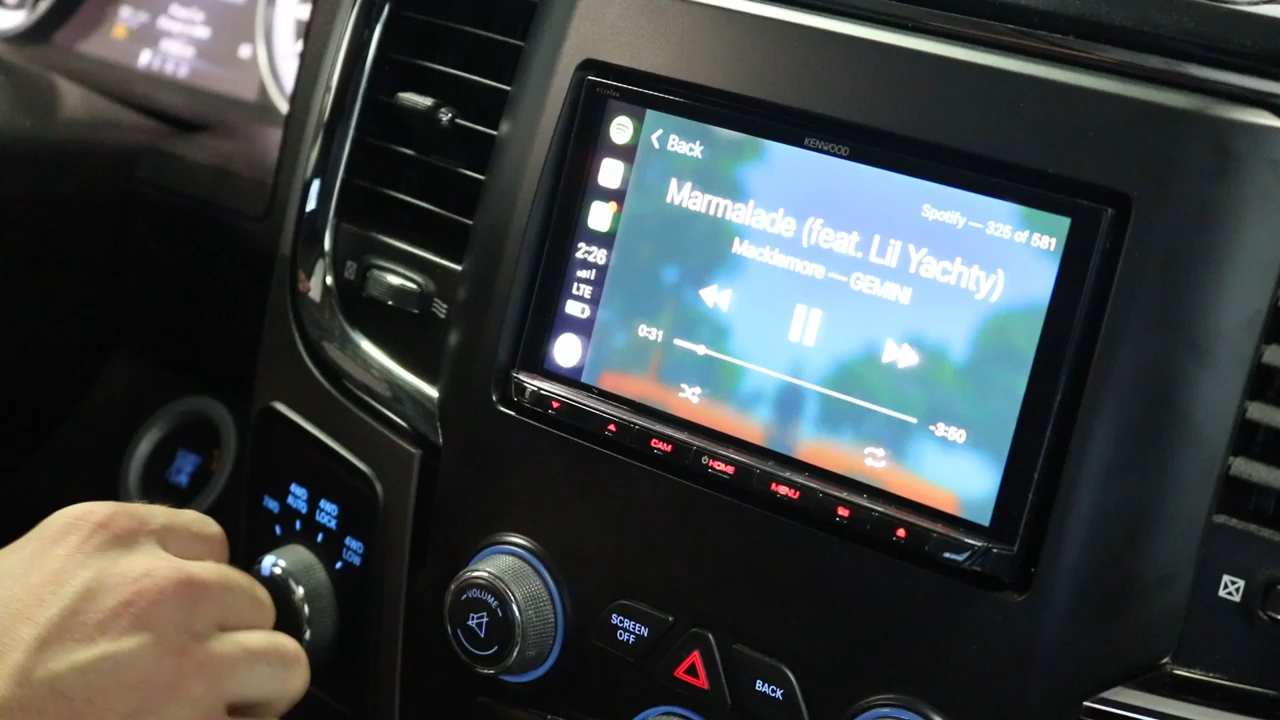 KENWOOD
Back
Spotify — 325 of 581
Marmalade (feat. Lil Yachty)
Macklemore — GEMINI
2:26
LTE
0:31
-3:50
CAM
HOME
MENU
2WD
4WD AUTO
4WD LOCK
4WD LOW
VOLUME
SCREEN
OFF
BACK